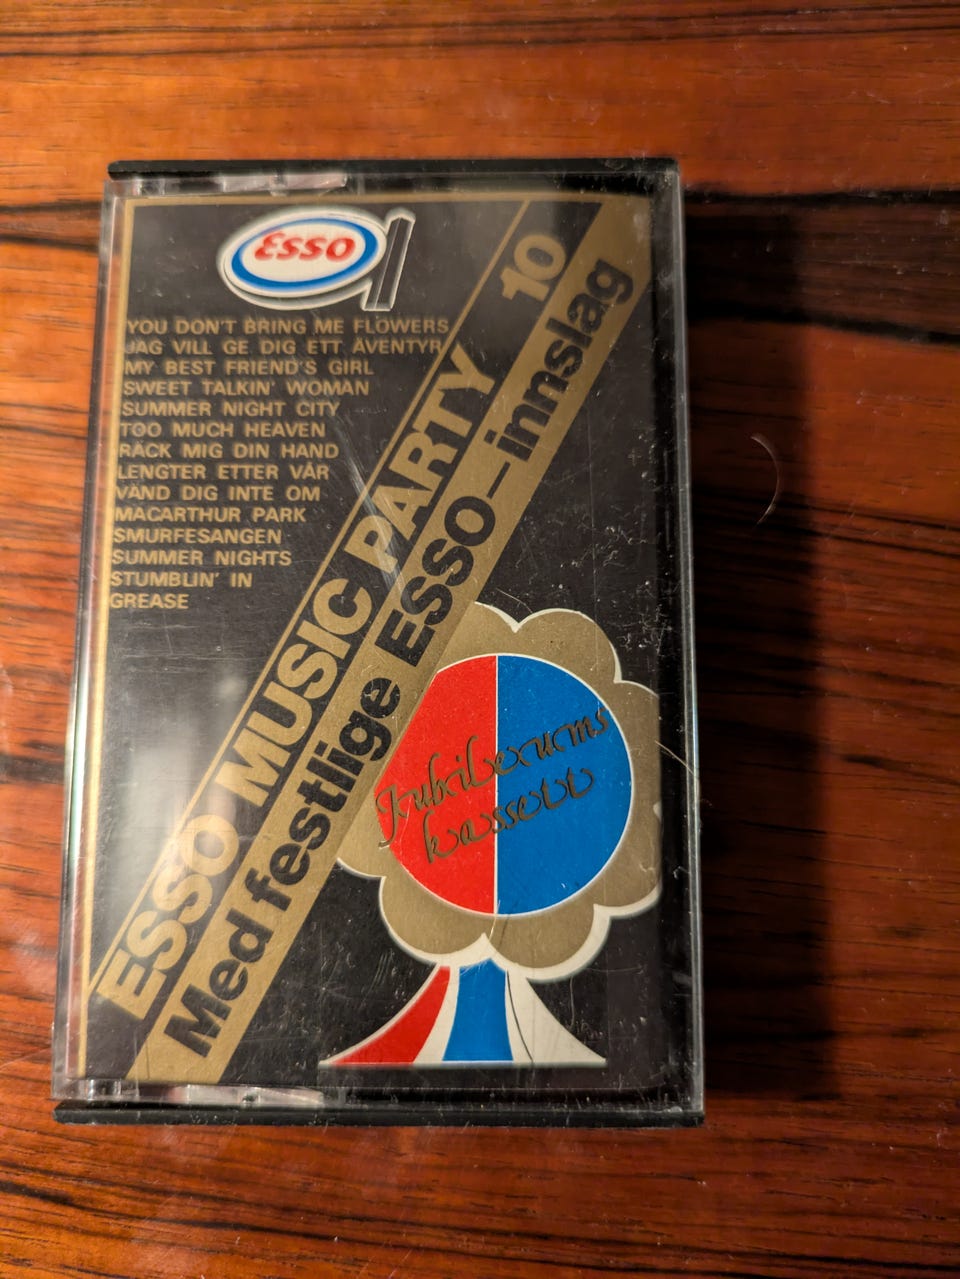 Esso
YOU DON'T BRING ME FLOWERS
JAG VILL GE DIG ETT ÄVENTYR
MY BEST FRIEND'S GIRL
SWEET TALKIN' WOMAN
SUMMER NIGHT CITY
TOO MUCH HEAVEN
RÄCK MIG DIN HAND
LENGTER ETTER VÅR
VÄND DIG INTE OM
MACARTHUR PARK
SMURFESANGEN
SUMMER NIGHTS
STUMBLIN' IN
GREASE
ESSO MUSIC PARTY 10
Med festlige ESSO-innslag
Jubileums
kassett